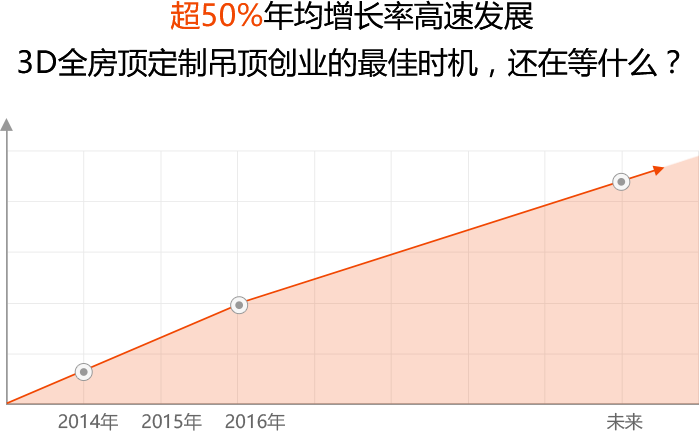 超50%年均增长率高速发展
3D全房顶定制吊顶创业的最佳时机，还在等什么？
2014年 2015年 2016年 未来